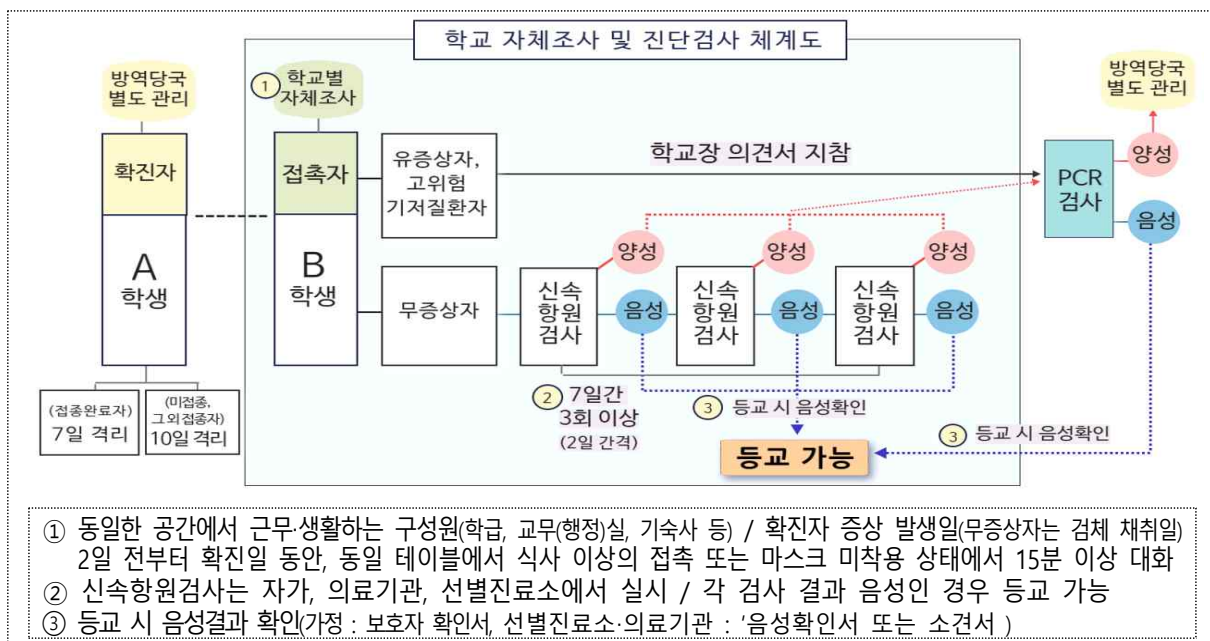 학교 자체조사 및 진단검사 체계도
방역당국
별도 관리
확진자
A
학생
(접종완료자)
7일 격리
(미접종,
그외 접종자)
10일 격리
① 학교별
자체조사
접촉자
B
학생
유증상자,
고위험
기저질환자
무증상자
학교장 의견서 지참
신속
항원
검사
양성
음성
신속
항원
검사
양성
음성
신속
항원
검사
양성
음성
② 7일간
3회 이상
(2일 간격)
③ 등교 시 음성확인
등교 가능
PCR
검사
방역당국
별도 관리
양성
음성
③ 등교 시 음성확인
① 동일한 공간에서 근무·생활하는 구성원(학급, 교무(행정)실, 기숙사 등) / 확진자 증상 발생일(무증상자는 검체 채취일)
2일 전부터 확진일 동안, 동일 테이블에서 식사 이상의 접촉 또는 마스크 미착용 상태에서 15분 이상 대화
② 신속항원검사는 자가, 의료기관, 선별진료소에서 실시 / 각 검사 결과 음성인 경우 등교 가능
③ 등교 시 음성결과 확인(가정 : 보호자 확인서, 선별진료소·의료기관 : '음성확인서 또는 소견서 )